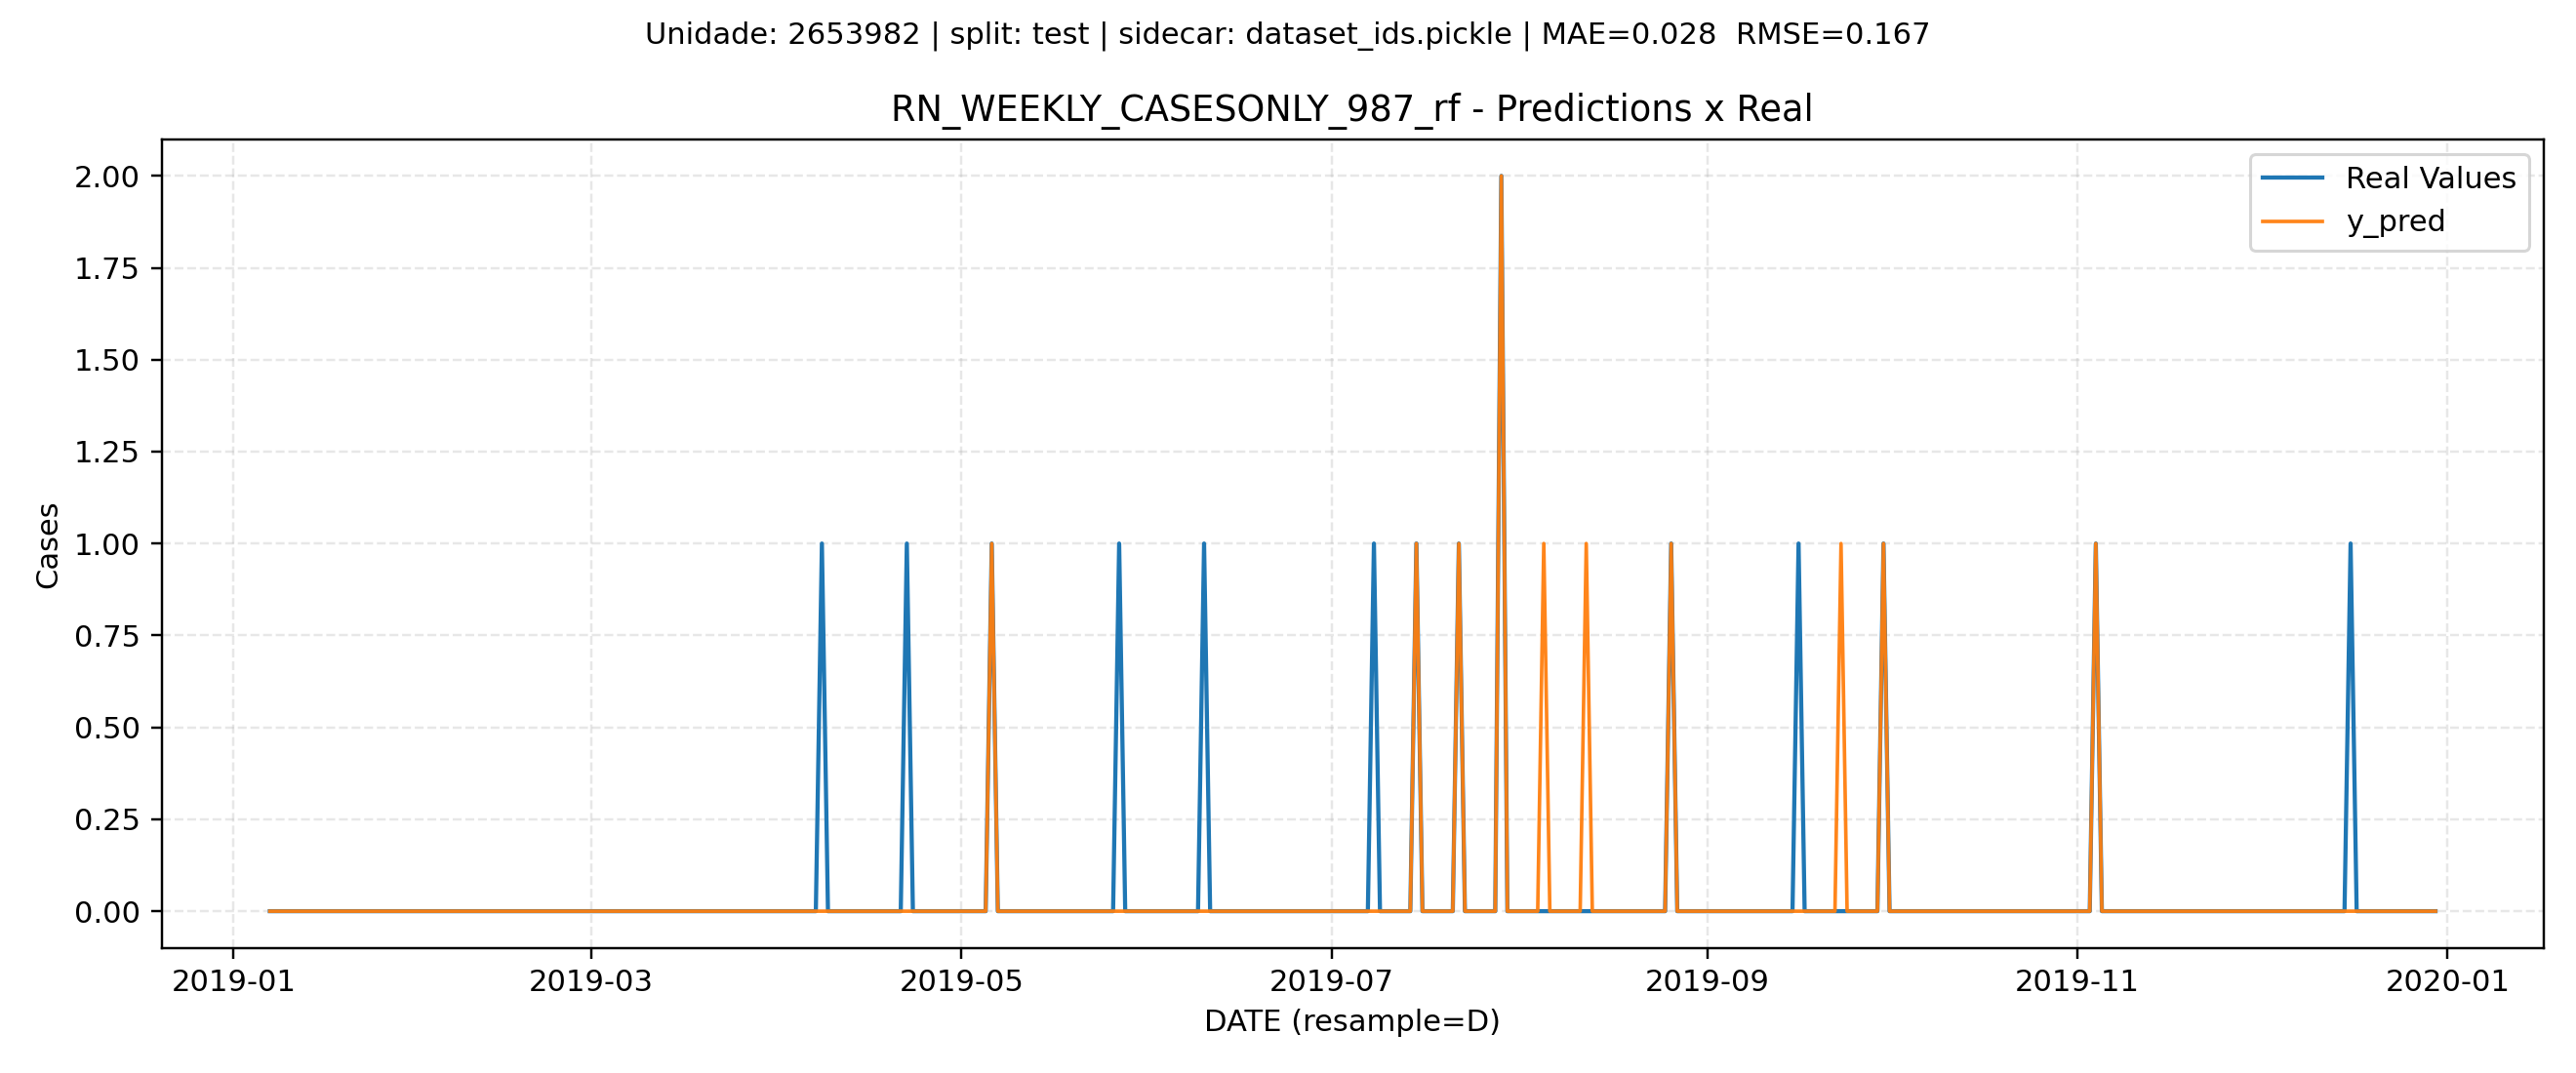 Unidade: 2653982 | split: test | sidecar: dataset_ids.pickle | MAE=0.028  RMSE=0.167
RN_WEEKLY_CASESONLY_987_rf - Predictions x Real
Real Values
y_pred
Cases
2.00
1.75
1.50
1.25
1.00
0.75
0.50
0.25
0.00
2019-01
2019-03
2019-05
2019-07
2019-09
2019-11
2020-01
DATE (resample=D)